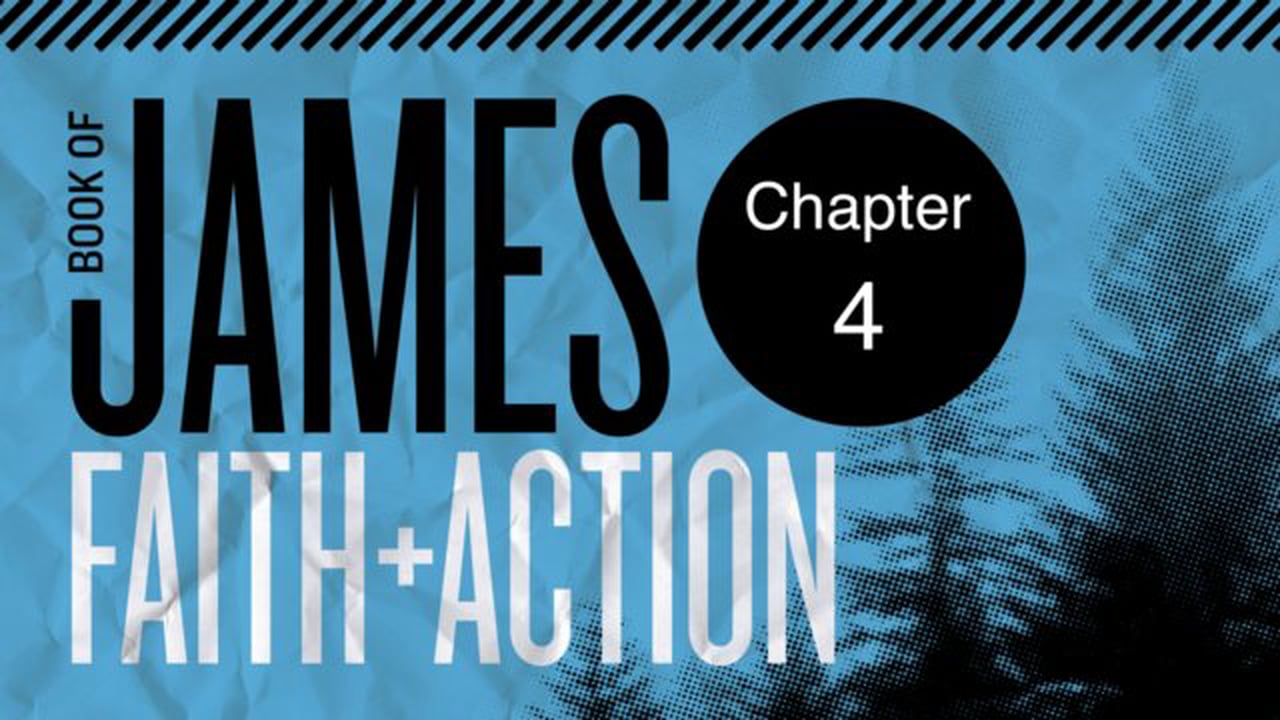 BOOK OF
JAMES
Chapter
4
FAITH+ACTION